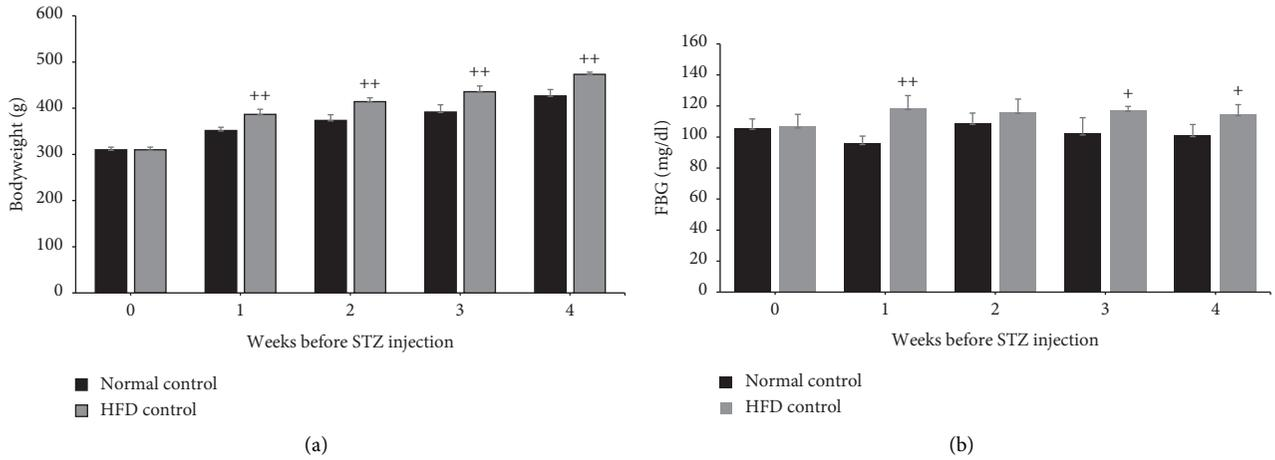 600
500
400
300
200
100
0
Bodyweight (g)
++
++
++
++
0 1 2 3 4
Weeks before STZ injection
Normal control
HFD control
(a)
160
140
120
100
80
60
40
20
0
FBG (mg/dl)
++
+
+
0 1 2 3 4
Weeks before STZ injection
Normal control
HFD control
(b)